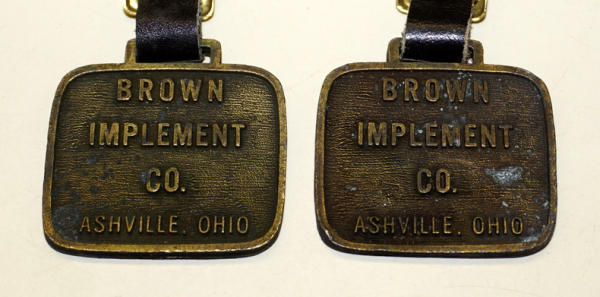 BROWN
IMPLEMENT
CO.
ASHVILLE, OHIO
BROWN
IMPLEMENT
CO.
ASHVILLE, OHIO